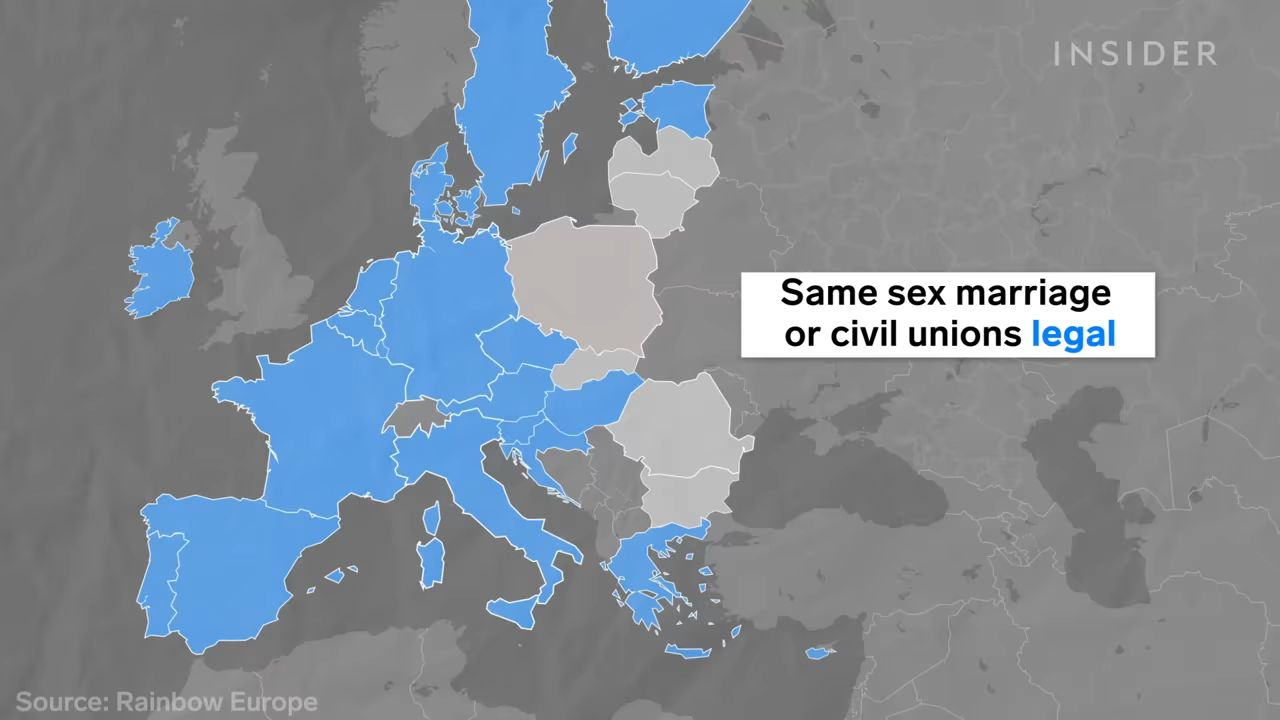 INSIDER
Same sex marriage
or civil unions legal
Source: Rainbow Europe